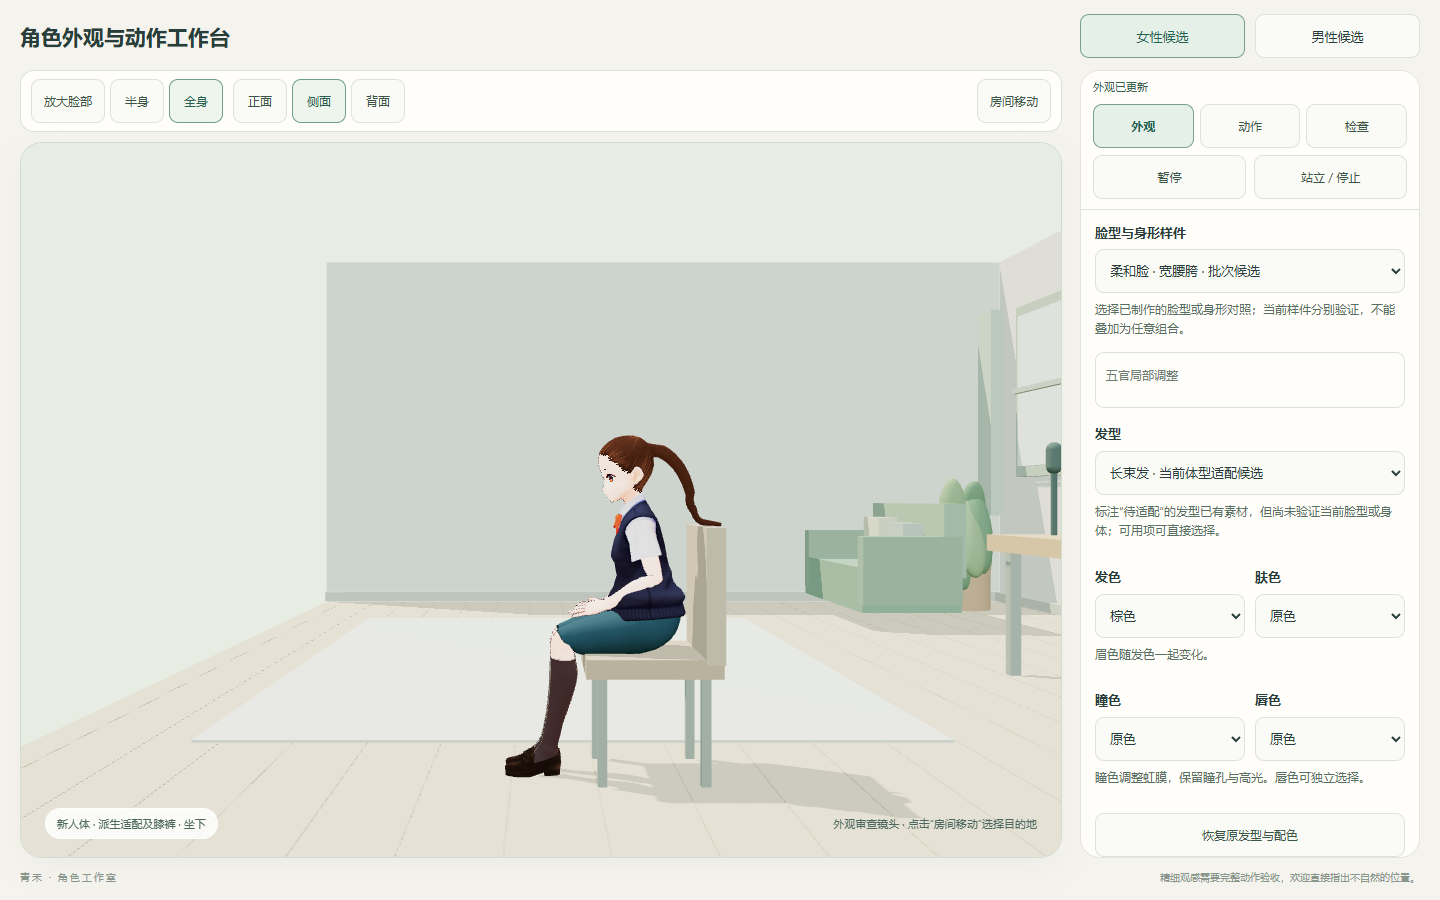 角色外观与动作工作台
女性候选
男性候选
放大脸部
半身
全身
正面
侧面
背面
房间移动
外观已更新
外观
动作
检查
暂停
站立 / 停止
脸型与身形样件
柔和脸 · 宽腰胯 · 批次候选
选择已制作的脸型或身形对照；当前样件分别验证，不能
叠加为任意组合。
五官局部调整
发型
长束发 · 当前体型适配候选
标注“待适配”的发型已有素材，但尚未验证当前脸型或身
体；可用项可直接选择。
发色
肤色
棕色
原色
眉色随发色一起变化。
瞳色
唇色
原色
原色
瞳色调整虹膜，保留瞳孔与高光。唇色可独立选择。
恢复原发型与配色
新人体 · 派生适配及膝裤 · 坐下
外观审查镜头 · 点击“房间移动”选择目的地
青禾 · 角色工作室
精细观感需要完整动作验收，欢迎直接指出不自然的位置。